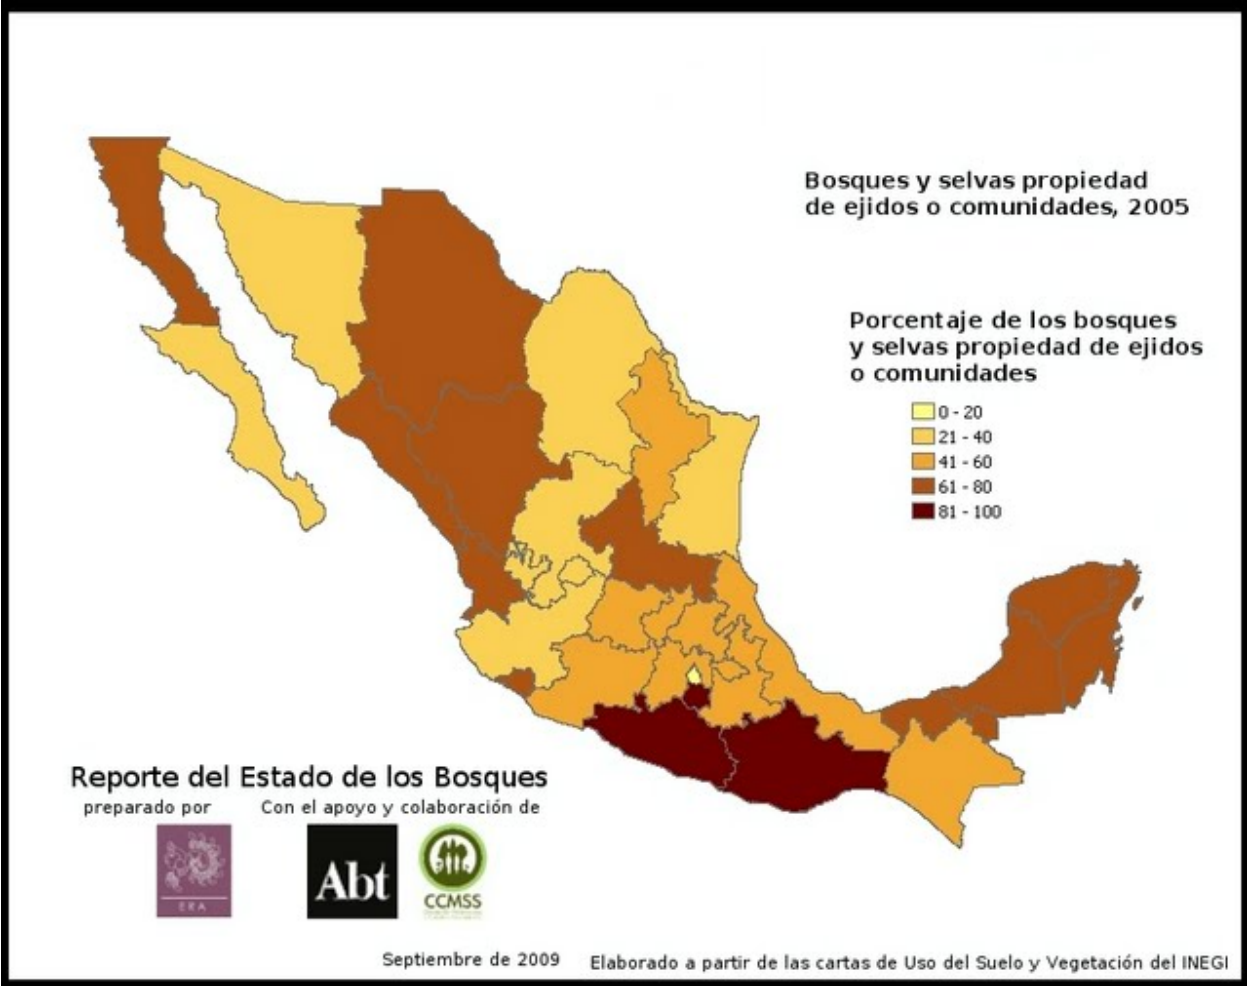 Bosques y selvas propiedad
de ejidos o comunidades, 2005
Porcentaje de los bosques
y selvas propiedad de ejidos
o comunidades
0 - 20
21 - 40
41 - 60
61 - 80
81 - 100
Reporte del Estado de los Bosques
preparado por
Con el apoyo y colaboración de
ERA
Abt
CCMSS
Septiembre de 2009
Elaborado a partir de las cartas de Uso del Suelo y Vegetación del INEGI